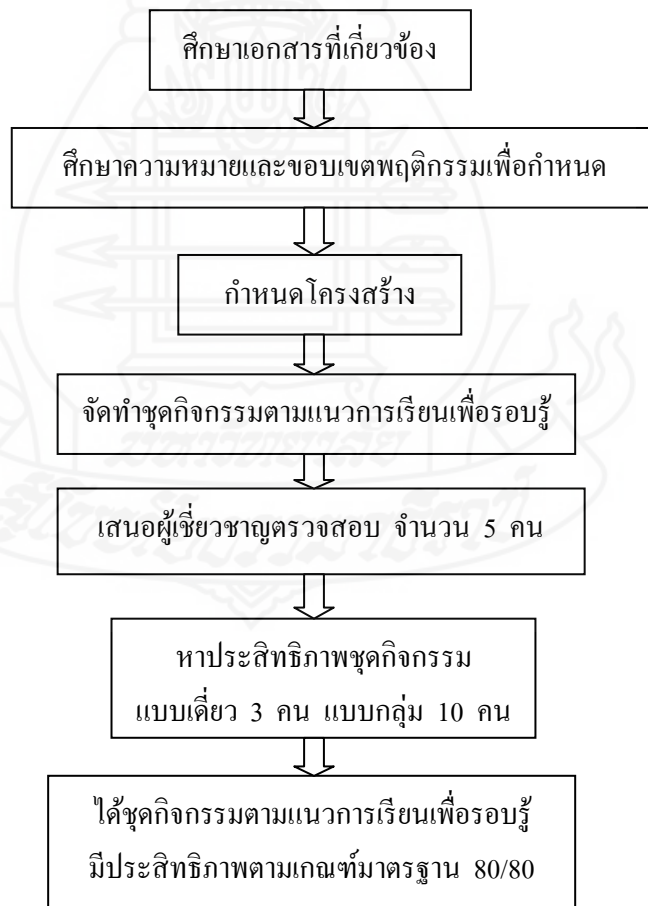 ศึกษาเอกสารที่เกี่ยวข้อง
ศึกษาความหมายและขอบเขตพฤติกรรมเพื่อกำหนด
กำหนดโครงสร้าง
จัดทำชุดกิจกรรมตามแนวการเรียนเพื่อรอบรู้
เสนอผู้เชี่ยวชาญตรวจสอบ จำนวน 5 คน
หาประสิทธิภาพชุดกิจกรรม
แบบเดี่ยว 3 คน แบบกลุ่ม 10 คน
ได้ชุดกิจกรรมตามแนวการเรียนเพื่อรอบรู้
มีประสิทธิภาพตามเกณฑ์มาตรฐาน 80/80